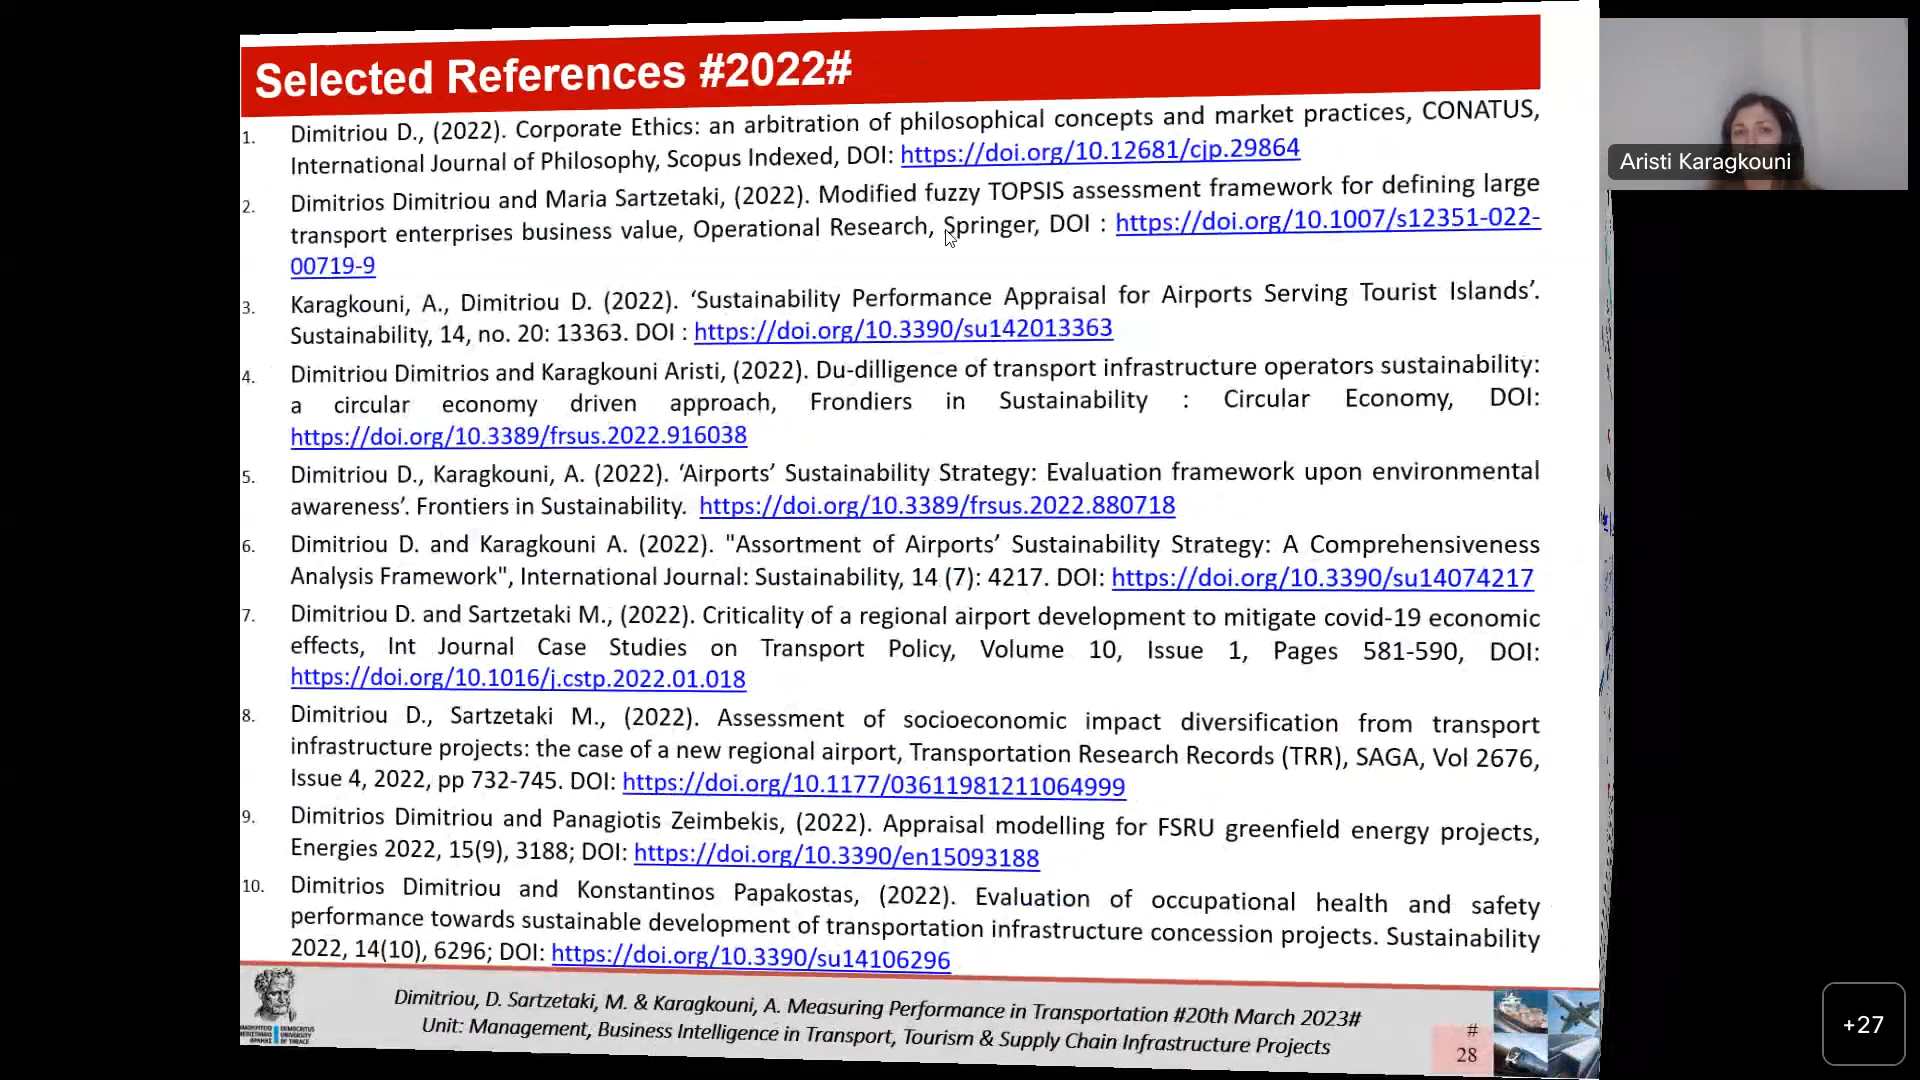 Selected References #2022#
1. Dimitriou D., (2022). Corporate Ethics: an arbitration of philosophical concepts and market practices, CONATUS,
International Journal of Philosophy, Scopus Indexed, DOI: https://doi.org/10.12681/cjp.29864
2. Dimitrios Dimitriou and Maria Sartzetaki, (2022). Modified fuzzy TOPSIS assessment framework for defining large
transport enterprises business value, Operational Research, Springer, DOI : https://doi.org/10.1007/s12351-022-
00719-9
3. Karagkouni, A., Dimitriou D. (2022). ‘Sustainability Performance Appraisal for Airports Serving Tourist Islands’.
Sustainability, 14, no. 20: 13363. DOI : https://doi.org/10.3390/su142013363
4. Dimitriou Dimitrios and Karagkouni Aristi, (2022). Du-dilligence of transport infrastructure operators sustainability:
a circular economy driven approach, Frondiers in Sustainability : Circular Economy, DOI:
https://doi.org/10.3389/frsus.2022.916038
5. Dimitriou D., Karagkouni, A. (2022). ‘Airports’ Sustainability Strategy: Evaluation framework upon environmental
awareness’. Frontiers in Sustainability. https://doi.org/10.3389/frsus.2022.880718
6. Dimitriou D. and Karagkouni A. (2022). "Assortment of Airports’ Sustainability Strategy: A Comprehensiveness
Analysis Framework", International Journal: Sustainability, 14 (7): 4217. DOI: https://doi.org/10.3390/su14074217
7. Dimitriou D. and Sartzetaki M., (2022). Criticality of a regional airport development to mitigate covid-19 economic
effects, Int Journal Case Studies on Transport Policy, Volume 10, Issue 1, Pages 581-590, DOI:
https://doi.org/10.1016/j.cstp.2022.01.018
8. Dimitriou D., Sartzetaki M., (2022). Assessment of socioeconomic impact diversification from transport
infrastructure projects: the case of a new regional airport, Transportation Research Records (TRR), SAGA, Vol 2676,
Issue 4, 2022, pp 732-745. DOI: https://doi.org/10.1177/03611981211064999
9. Dimitrios Dimitriou and Panagiotis Zeimbekis, (2022). Appraisal modelling for FSRU greenfield energy projects,
Energies 2022, 15(9), 3188; DOI: https://doi.org/10.3390/en15093188
10. Dimitrios Dimitriou and Konstantinos Papakostas, (2022). Evaluation of occupational health and safety
performance towards sustainable development of transportation infrastructure concession projects. Sustainability
2022, 14(10), 6296; DOI: https://doi.org/10.3390/su14106296
Dimitriou, D. Sartzetaki, M. & Karagkouni, A. Measuring Performance in Transportation #20th March 2023#
Unit: Management, Business Intelligence in Transport, Tourism & Supply Chain Infrastructure Projects
#
28
DEMOCRITUS
UNIVERSITY
OF THRACE
Aristi Karagkouni
+27